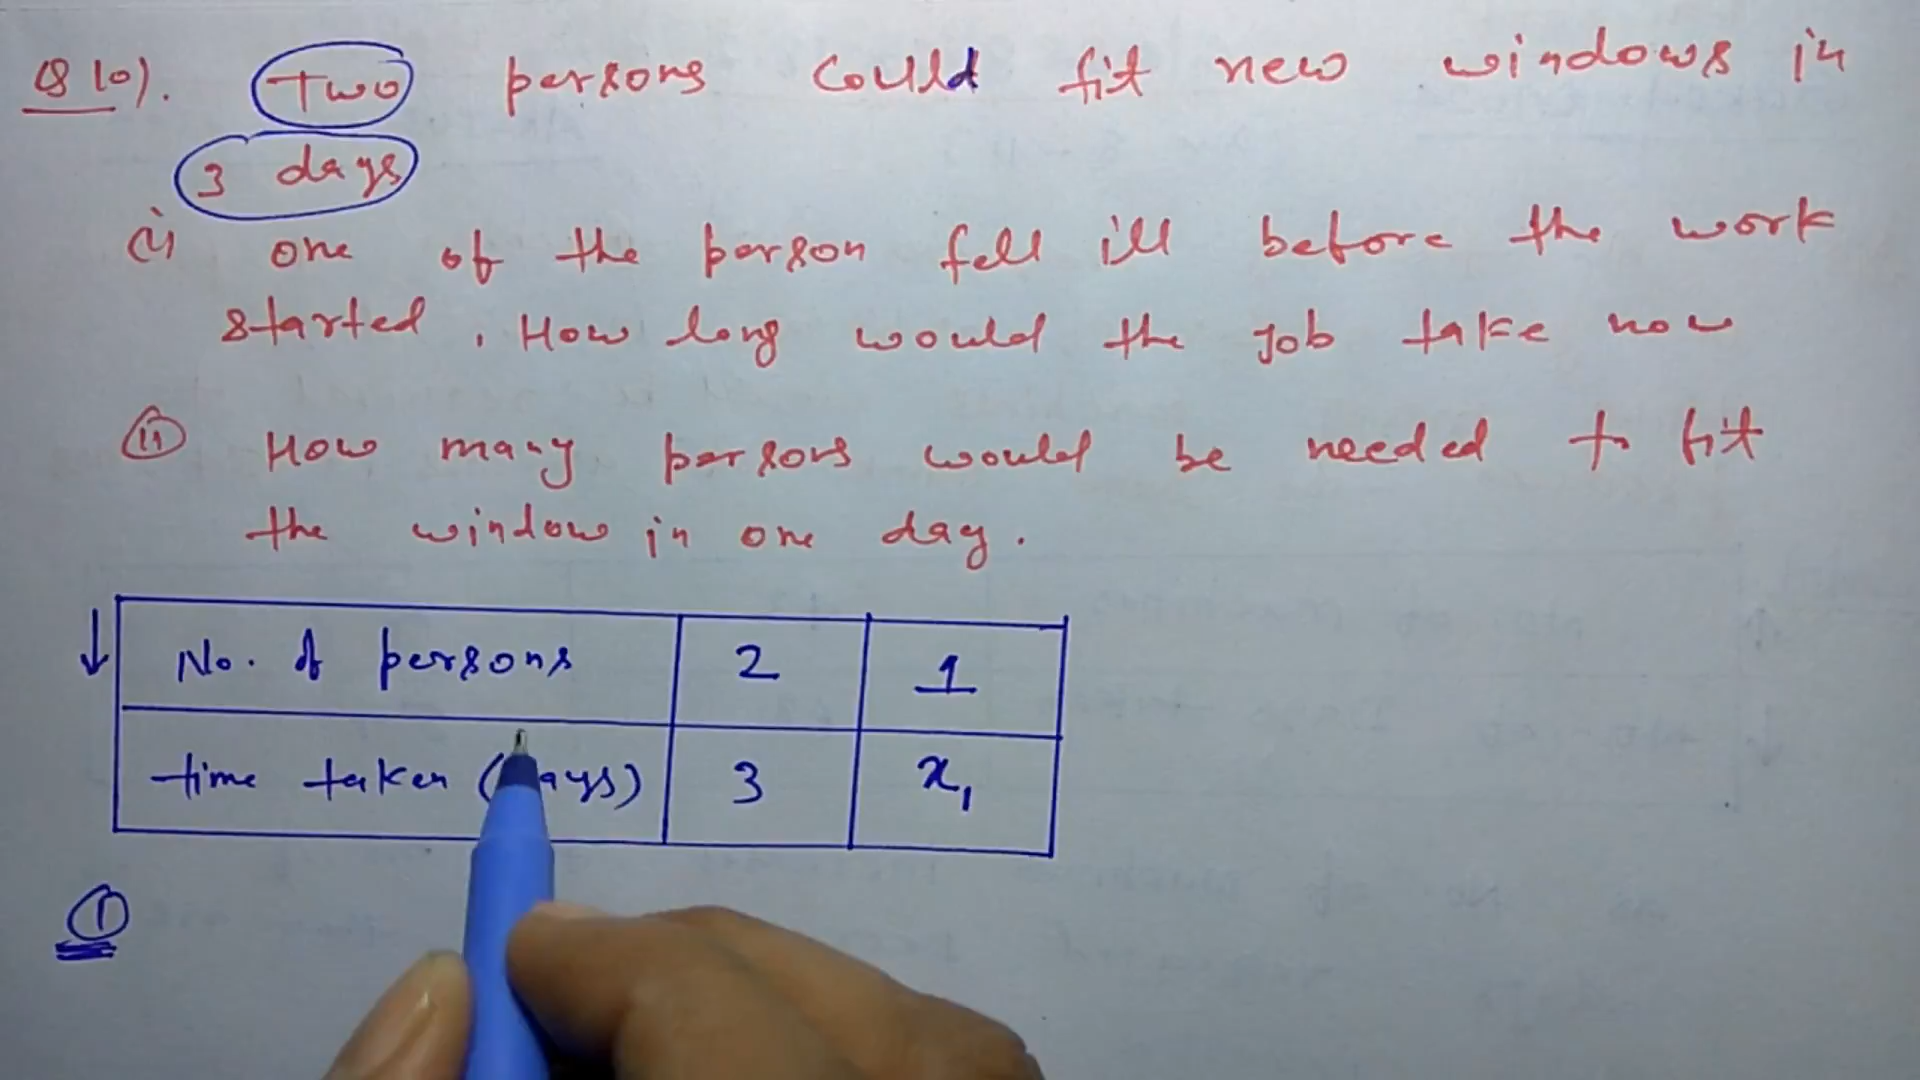 Q 10). Two persons could fit new windows in
3 days
(i) one of the person fell ill before the work
started. How long would the job take now
(ii) How many persons would be needed to fit
the window in one day.
↓ No. of persons 2 1
time taken (days) 3 x₁
①